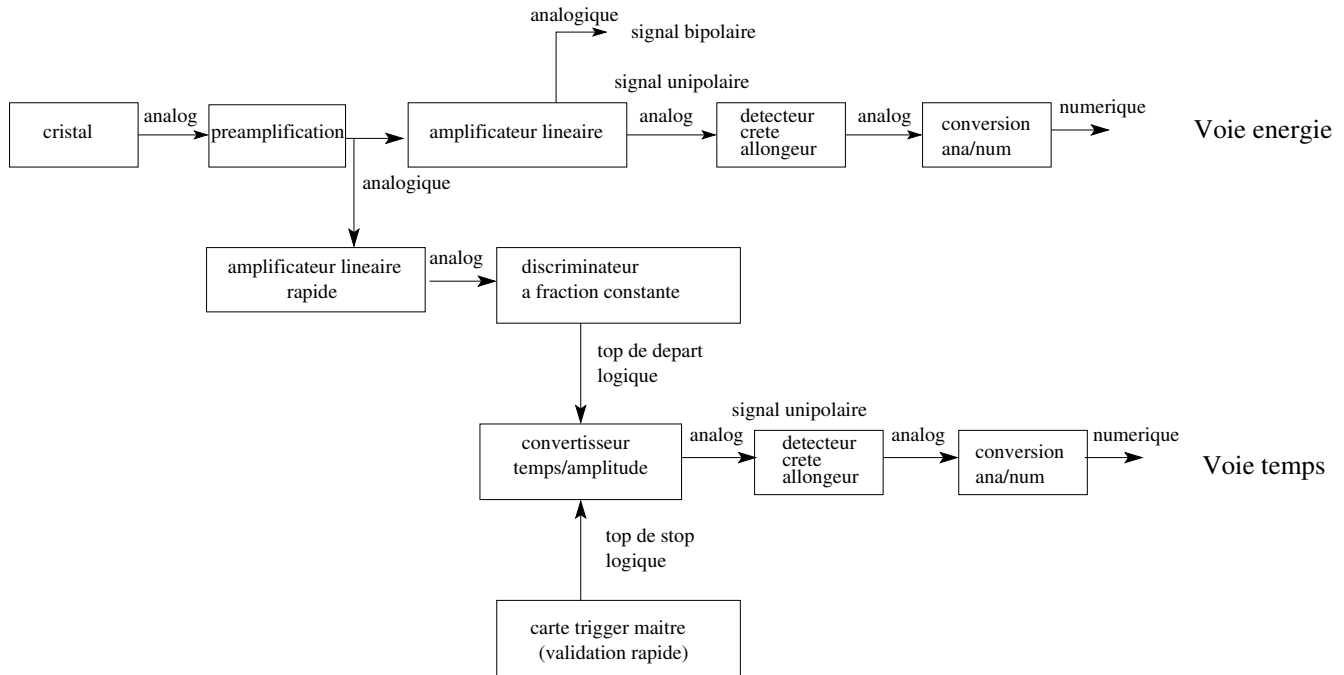 analogique
signal bipolaire
signal unipolaire
cristal
analog
preamplification
amplificateur lineaire
analog
detecteur
crete
allongeur
analog
conversion
ana/num
numerique
Voie energie
analogique
amplificateur lineaire
rapide
analog
discriminateur
a fraction constante
top de depart
logique
signal unipolaire
convertisseur
temps/amplitude
analog
detecteur
crete
allongeur
analog
conversion
ana/num
numerique
Voie temps
top de stop
logique
carte trigger maitre
(validation rapide)